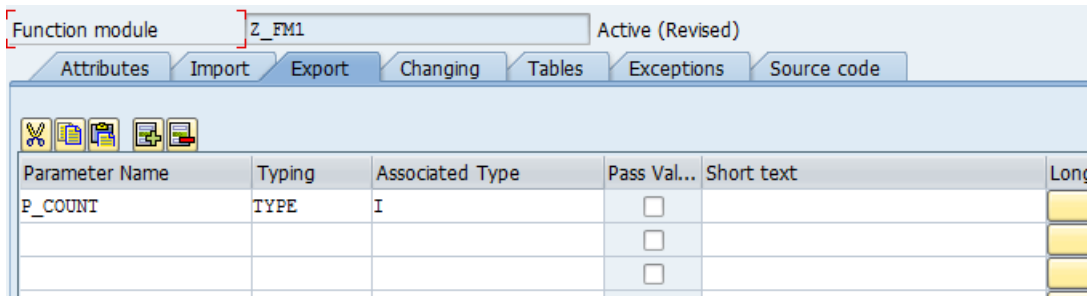 Function module Z_FM1 Active (Revised)
Attributes Import Export Changing Tables Exceptions Source code
Parameter Name Typing Associated Type Pass Val... Short text Long
P_COUNT TYPE I